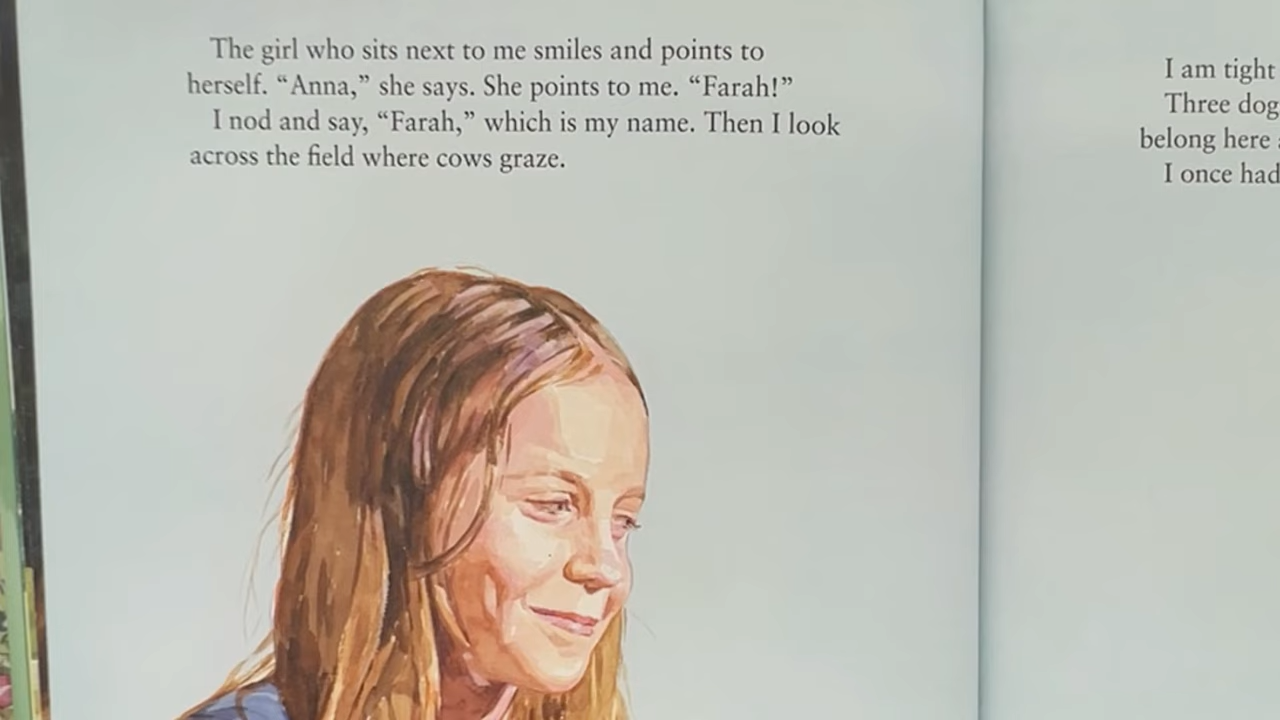 The girl who sits next to me smiles and points to
herself. “Anna,” she says. She points to me. “Farah!”
I nod and say, “Farah,” which is my name. Then I look
across the field where cows graze.
I am tight
Three dog
belong here
I once had